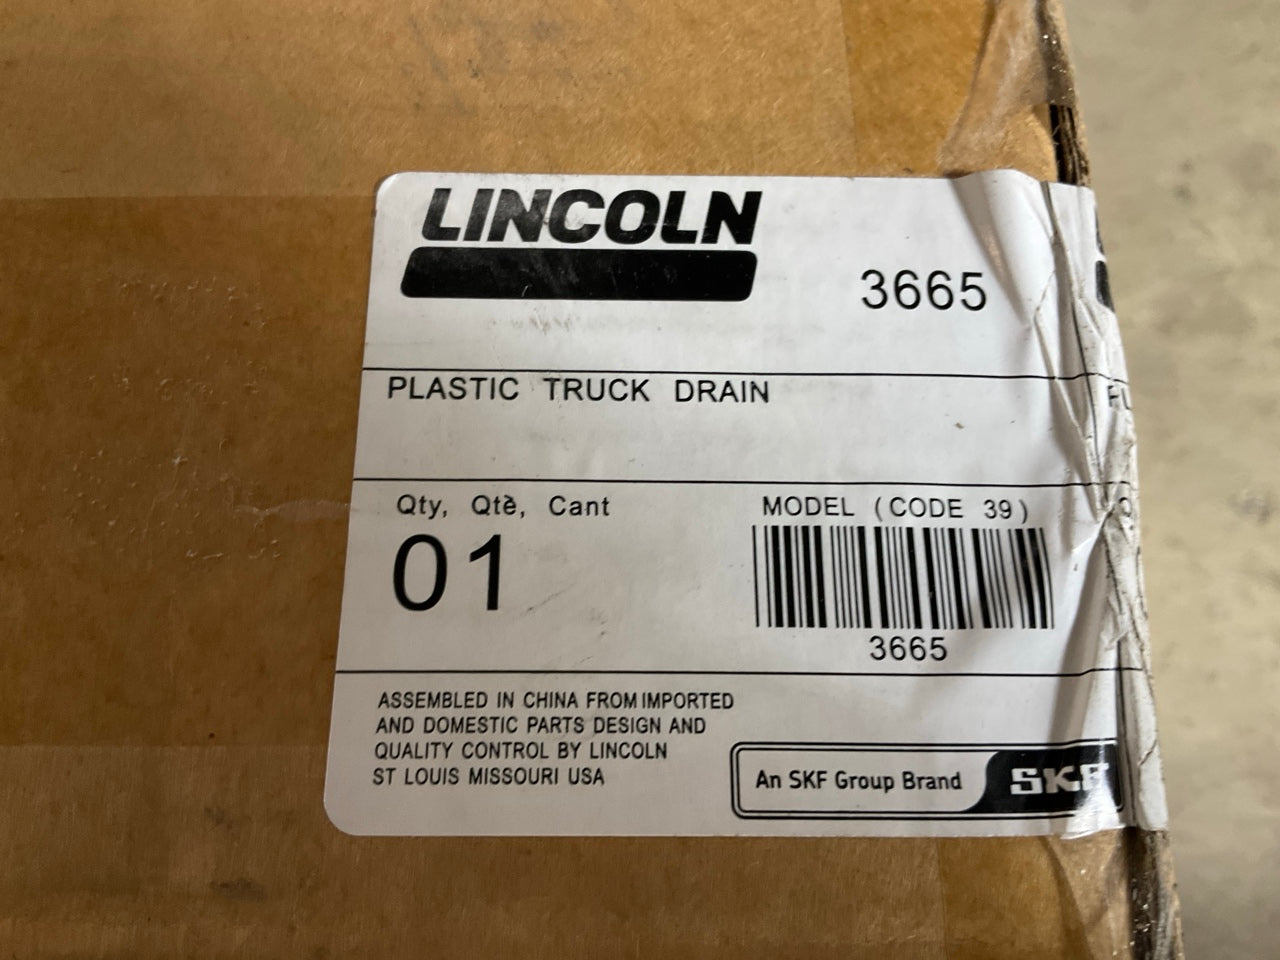 LINCOLN
3665
PLASTIC TRUCK DRAIN
Qty, Qtè, Cant
01
MODEL (CODE 39)
3665
ASSEMBLED IN CHINA FROM IMPORTED
AND DOMESTIC PARTS DESIGN AND
QUALITY CONTROL BY LINCOLN
ST LOUIS MISSOURI USA
An SKF Group Brand
SKF